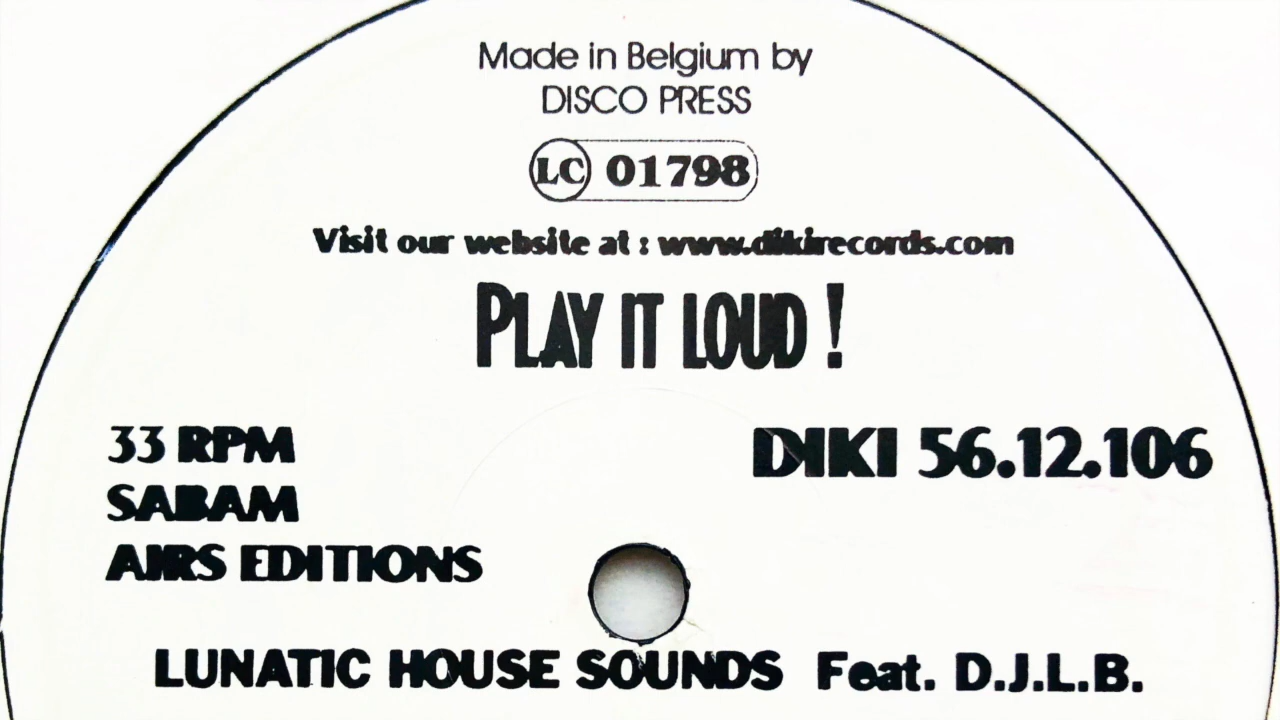 Made in Belgium by
DISCO PRESS
LC 01798
Visit our website at : www.dikirecords.com
PLAY IT LOUD !
33 RPM
SABAM
AIRS EDITIONS
DIKI 56.12.106
LUNATIC HOUSE SOUNDS Feat. D.J.L.B.